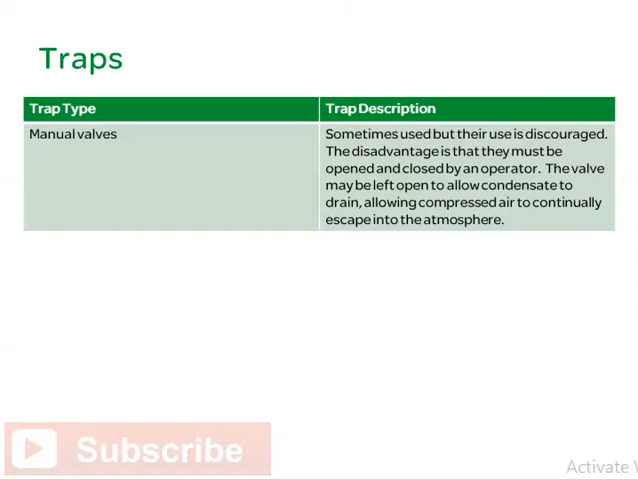 Traps
Trap Type
Trap Description
Manual valves
Sometimes used but their use is discouraged.
The disadvantage is that they must be
opened and closed by an operator. The valve
may be left open to allow condensate to
drain, allowing compressed air to continually
escape into the atmosphere.
Subscribe
Activate